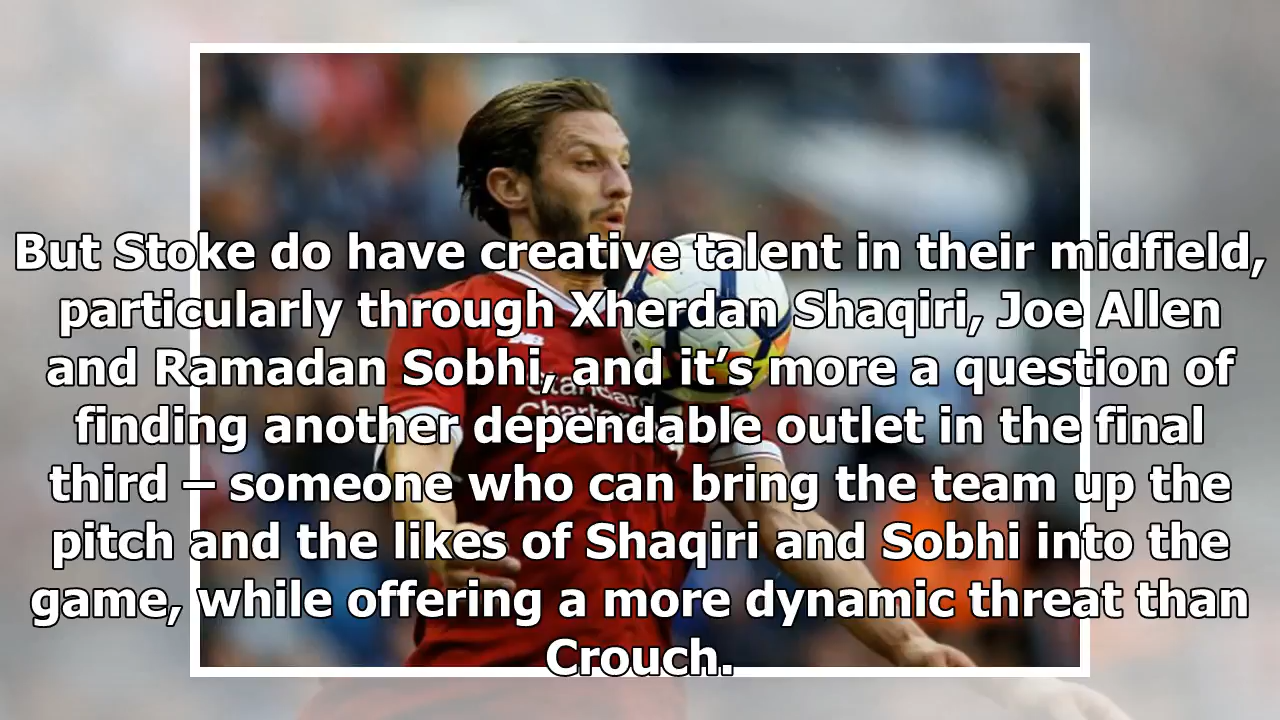 But Stoke do have creative talent in their midfield,
particularly through Xherdan Shaqiri, Joe Allen
and Ramadan Sobhi, and it’s more a question of
finding another dependable outlet in the final
third – someone who can bring the team up the
pitch and the likes of Shaqiri and Sobhi into the
game, while offering a more dynamic threat than
Crouch.
Standard
Chartered